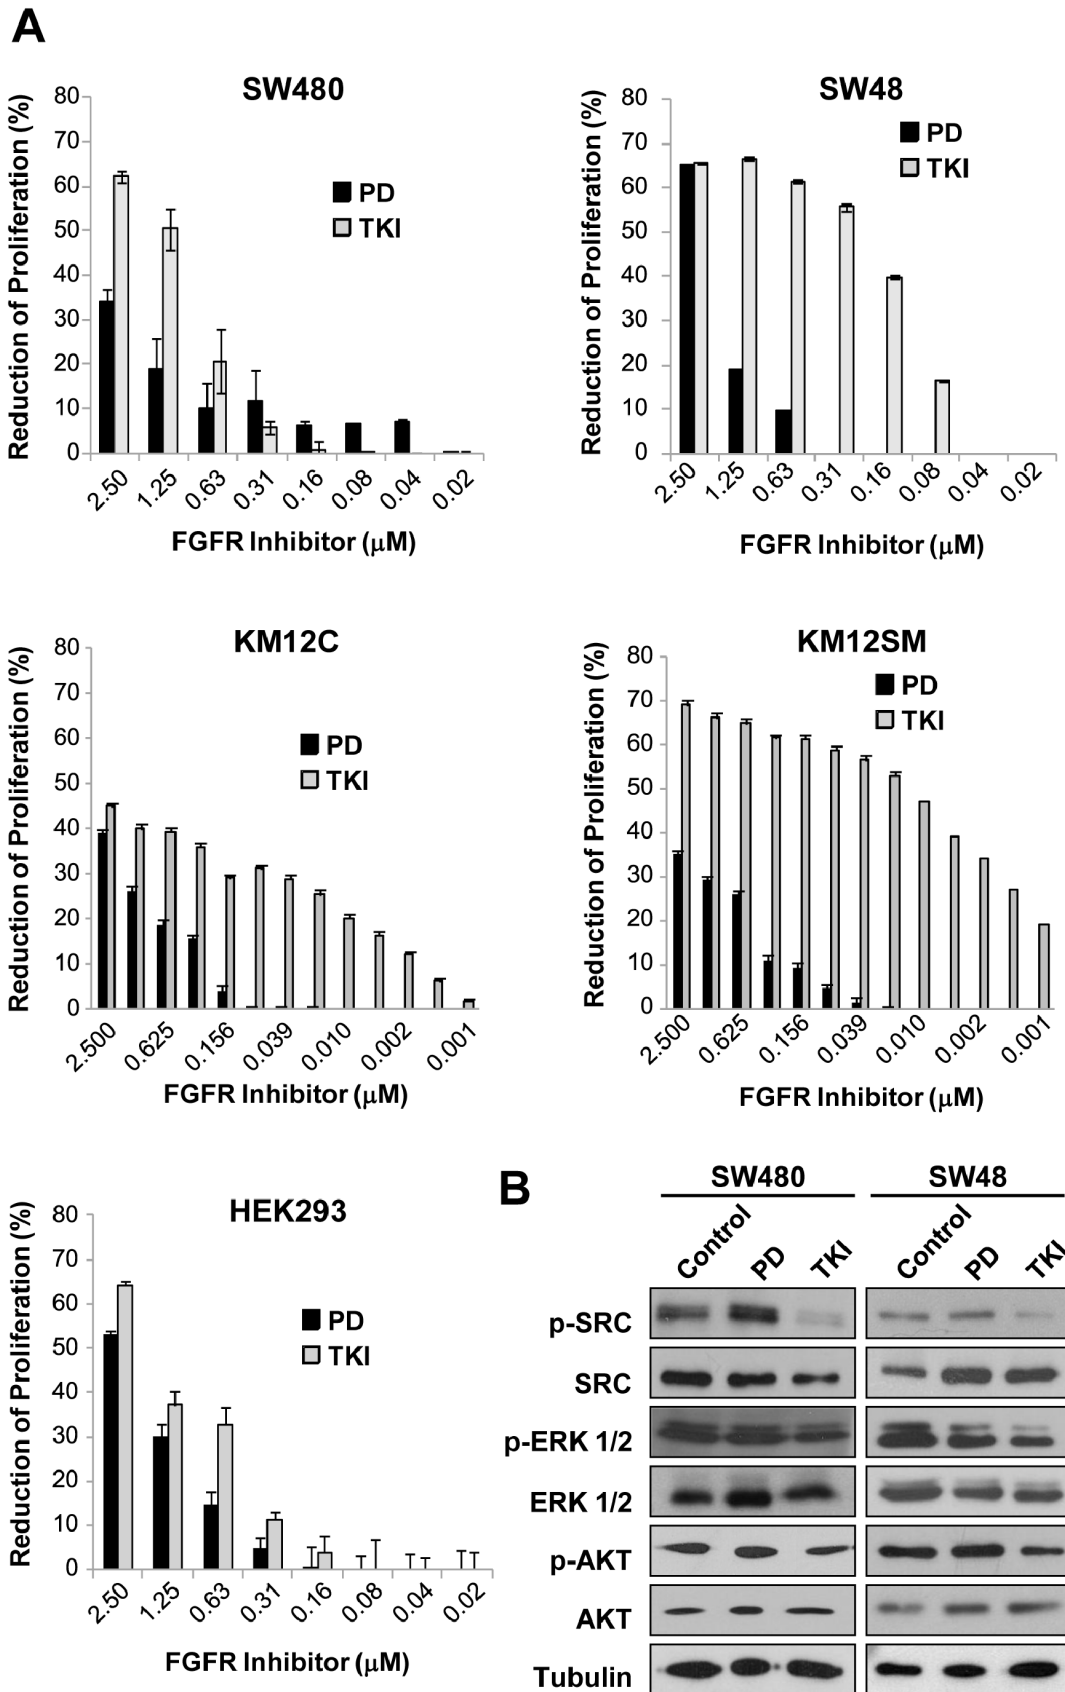 A
SW480
Reduction of Proliferation (%)
80
70
60
50
40
30
20
10
0
PD
TKI
2.50 1.25 0.63 0.31 0.16 0.08 0.04 0.02
FGFR Inhibitor (μM)
SW48
Reduction of Proliferation (%)
80
70
60
50
40
30
20
10
0
PD
TKI
2.50 1.25 0.63 0.31 0.16 0.08 0.04 0.02
FGFR Inhibitor (μM)
KM12C
Reduction of Proliferation (%)
80
70
60
50
40
30
20
10
0
PD
TKI
2.500 0.625 0.156 0.039 0.010 0.002 0.001
FGFR Inhibitor (μM)
KM12SM
Reduction of Proliferation (%)
80
70
60
50
40
30
20
10
0
PD
TKI
2.500 0.625 0.156 0.039 0.010 0.002 0.001
FGFR Inhibitor (μM)
HEK293
Reduction of Proliferation (%)
80
70
60
50
40
30
20
10
0
PD
TKI
2.50 1.25 0.63 0.31 0.16 0.08 0.04 0.02
FGFR Inhibitor (μM)
B
SW480 SW48
Control PD TKI Control PD TKI
p-SRC
SRC
p-ERK 1/2
ERK 1/2
p-AKT
AKT
Tubulin